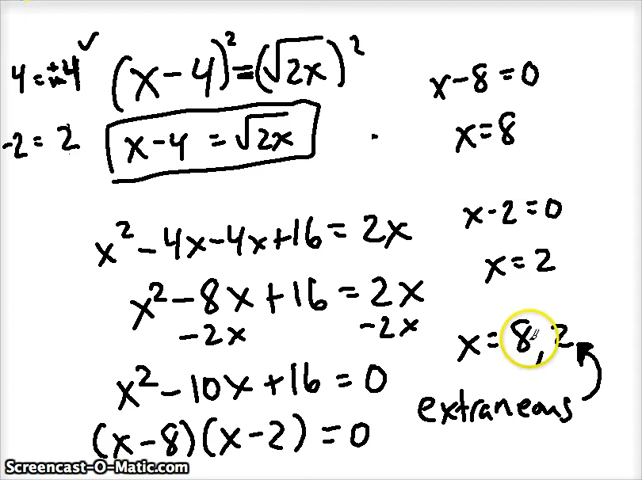 4 = 4 ✓
(x - 4)² = (√2x)²
-2 = 2
x - 4 = √2x
x² - 4x - 4x + 16 = 2x
x² - 8x + 16 = 2x
-2x -2x
x² - 10x + 16 = 0
(x - 8)(x - 2) = 0
x - 8 = 0
x = 8
x - 2 = 0
x = 2
x = 8, 2
extraneous
Screencast-O-Matic.com